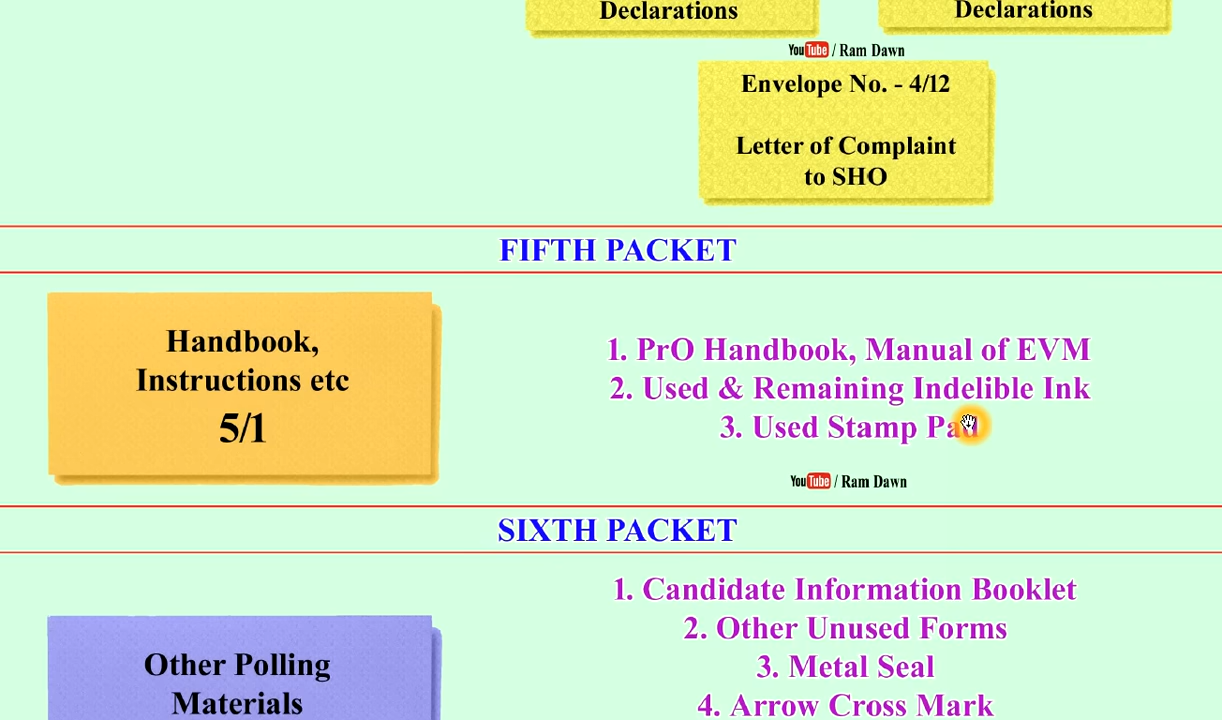 Declarations
Declarations
YouTube / Ram Dawn
Envelope No. - 4/12
Letter of Complaint
to SHO
FIFTH PACKET
Handbook,
Instructions etc
5/1
1. PrO Handbook, Manual of EVM
2. Used & Remaining Indelible Ink
3. Used Stamp Pad
YouTube / Ram Dawn
SIXTH PACKET
Other Polling
Materials
1. Candidate Information Booklet
2. Other Unused Forms
3. Metal Seal
4. Arrow Cross Mark